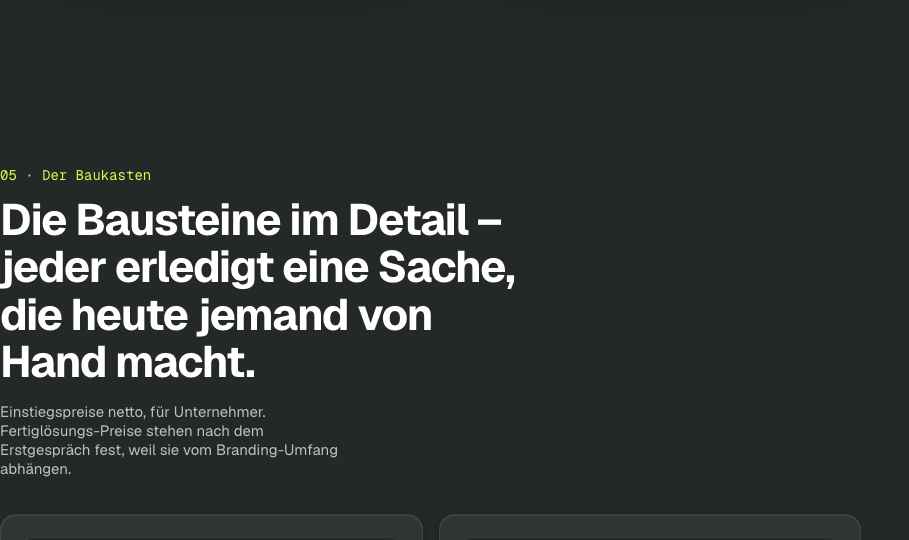 05 · Der Baukasten
Die Bausteine im Detail –
jeder erledigt eine Sache,
die heute jemand von
Hand macht.
Einstiegspreise netto, für Unternehmer.
Fertiglösungs-Preise stehen nach dem
Erstgespräch fest, weil sie vom Branding-Umfang
abhängen.